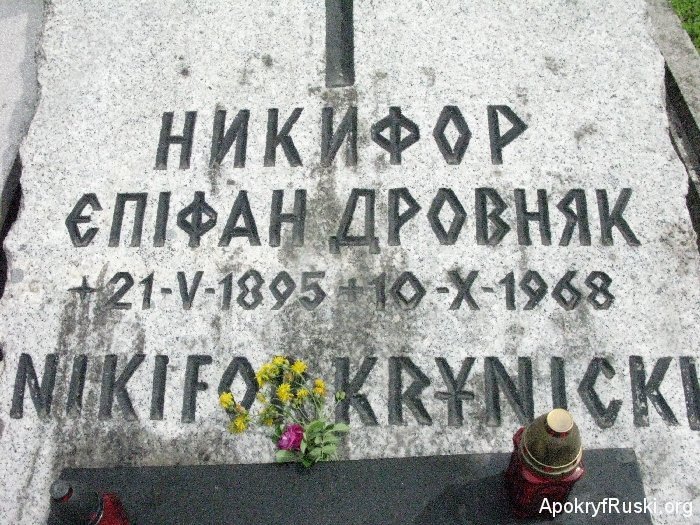 НИКИФОР
ЄПІФАН ДРОВНЯК
+21-V-1895+10-X-1968
NIKIFO KRYNICKI
ApokryfRuski.org